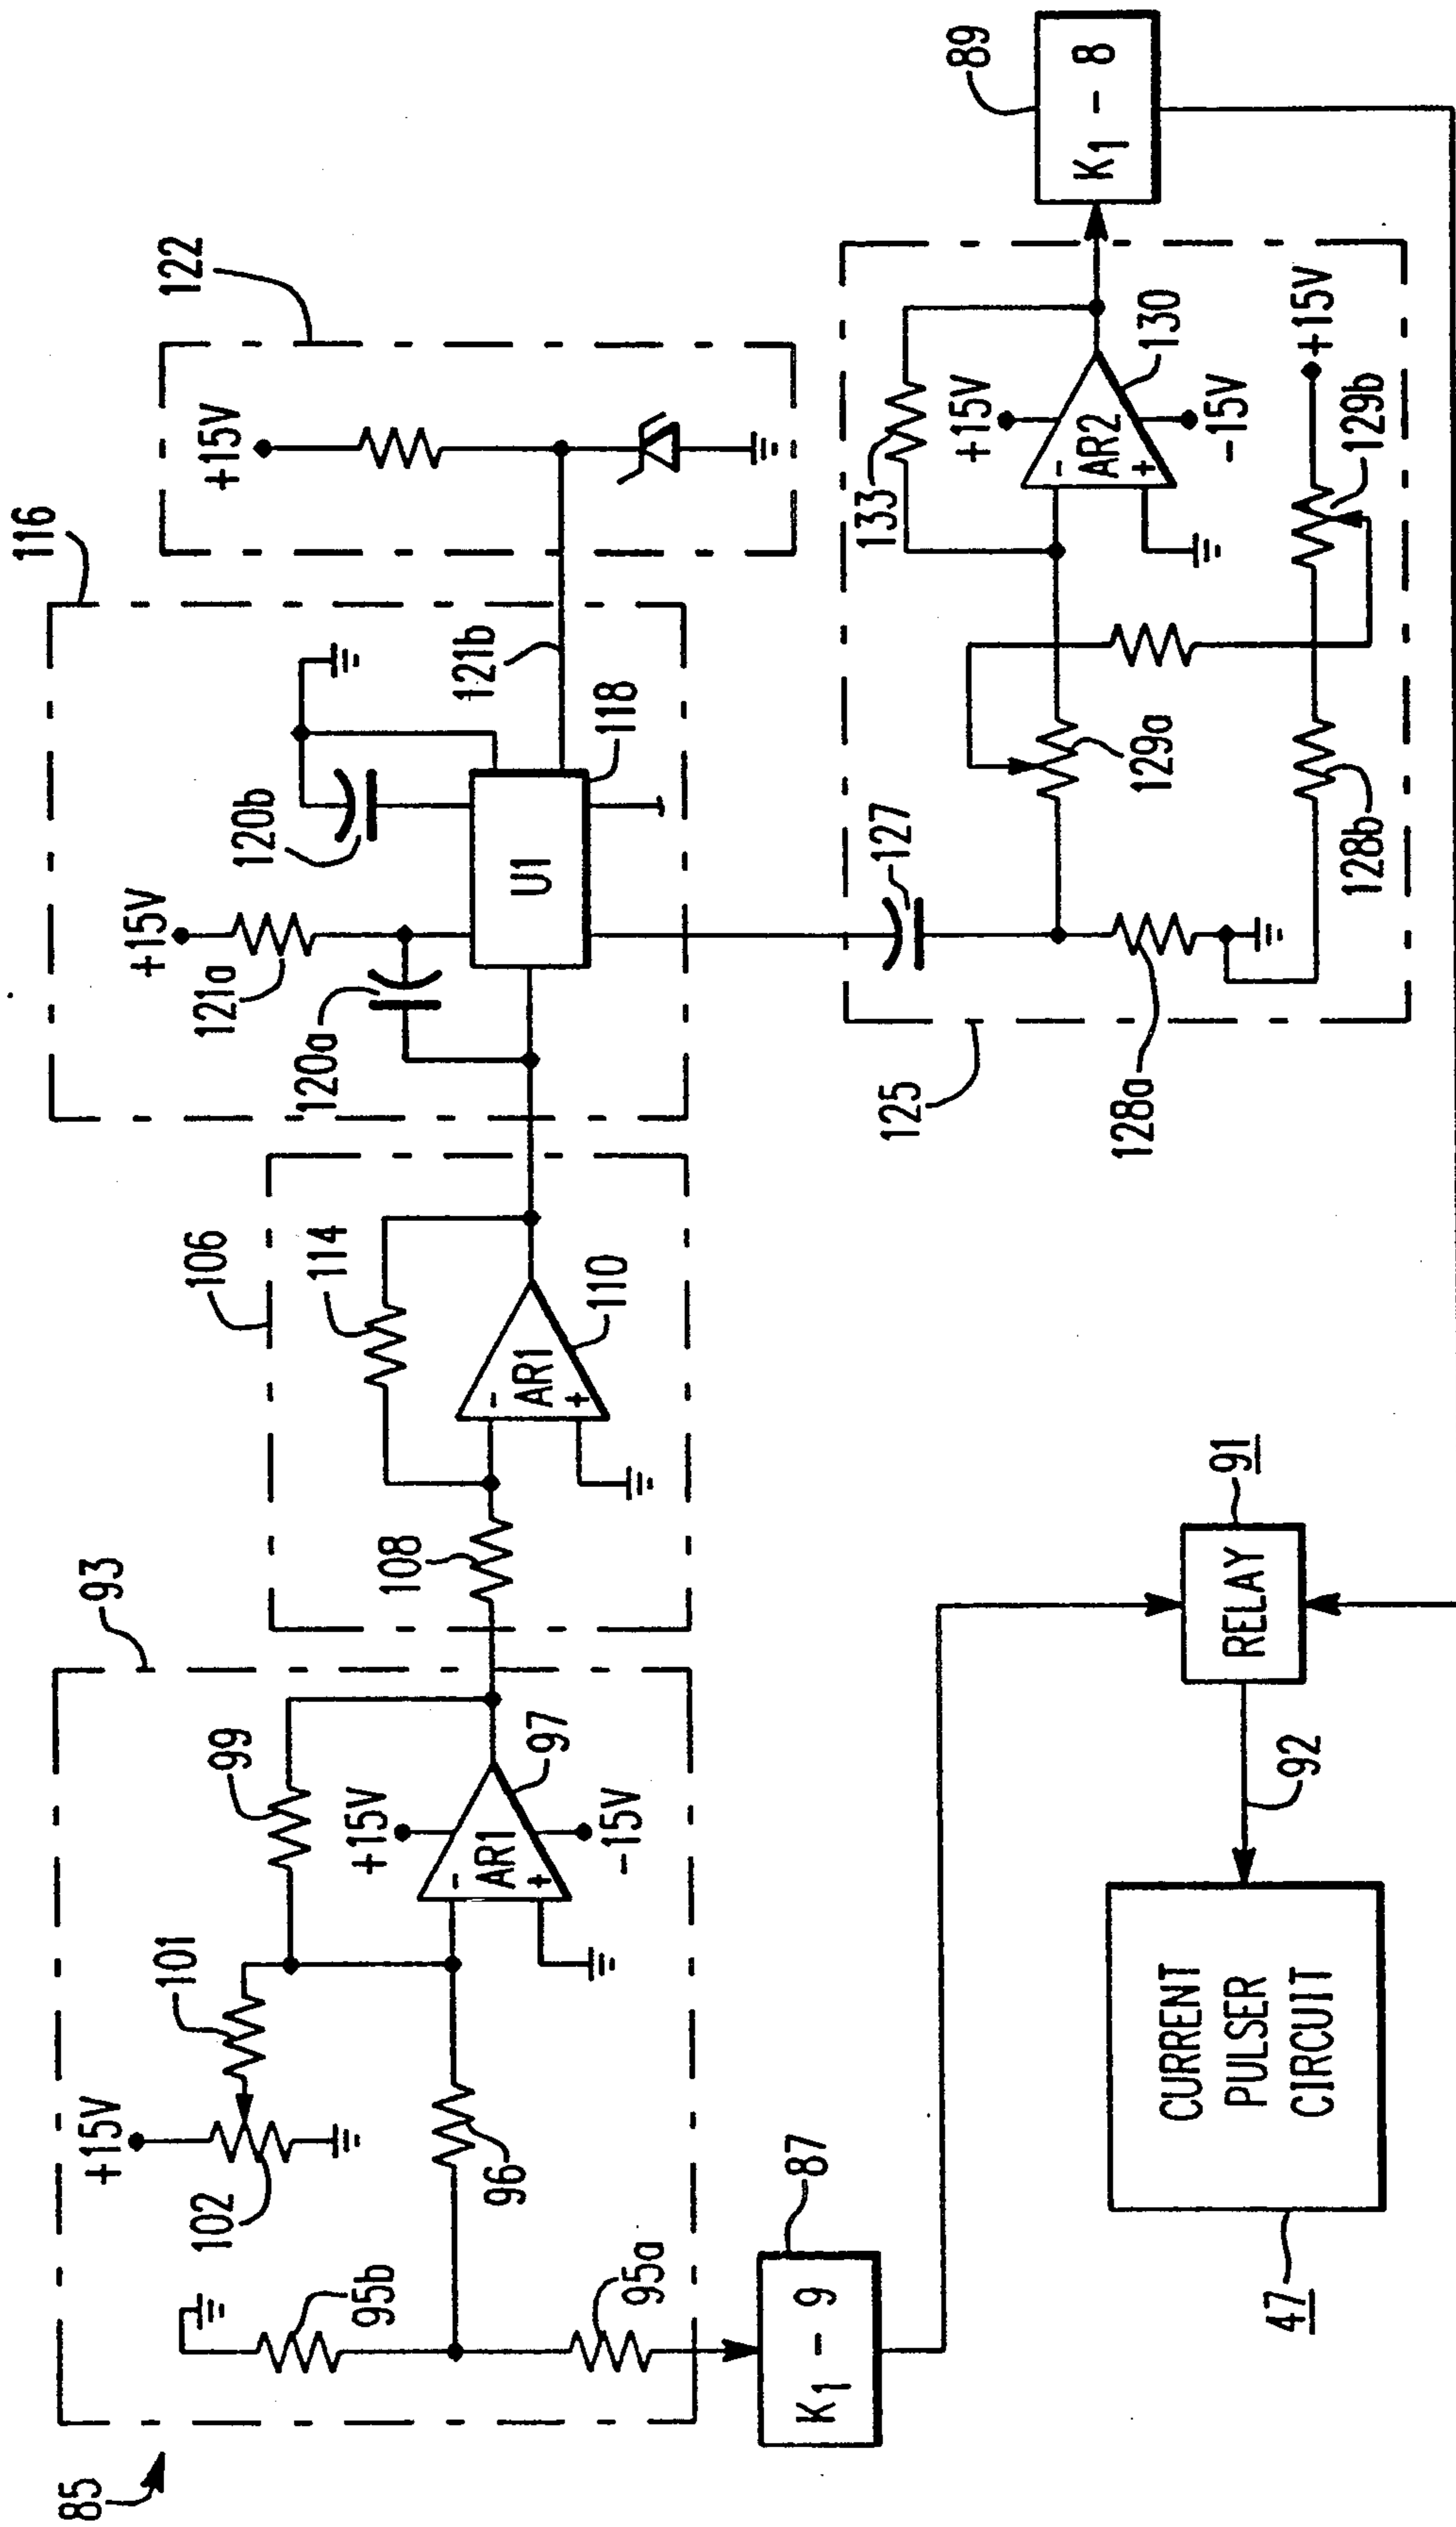 85
93
+15V
102
101
99
95b
96
95a
+15V
AR1
-
+
-15V
97
K1 - 9
87
106
108
114
AR1
-
+
110
116
+15V
121a
120a
120b
U1
118
121b
122
+15V
125
127
128a
129a
128b
129b
+15V
133
+15V
AR2
-
+
-15V
130
K1 - 8
89
RELAY
91
92
CURRENT
PULSER
CIRCUIT
47